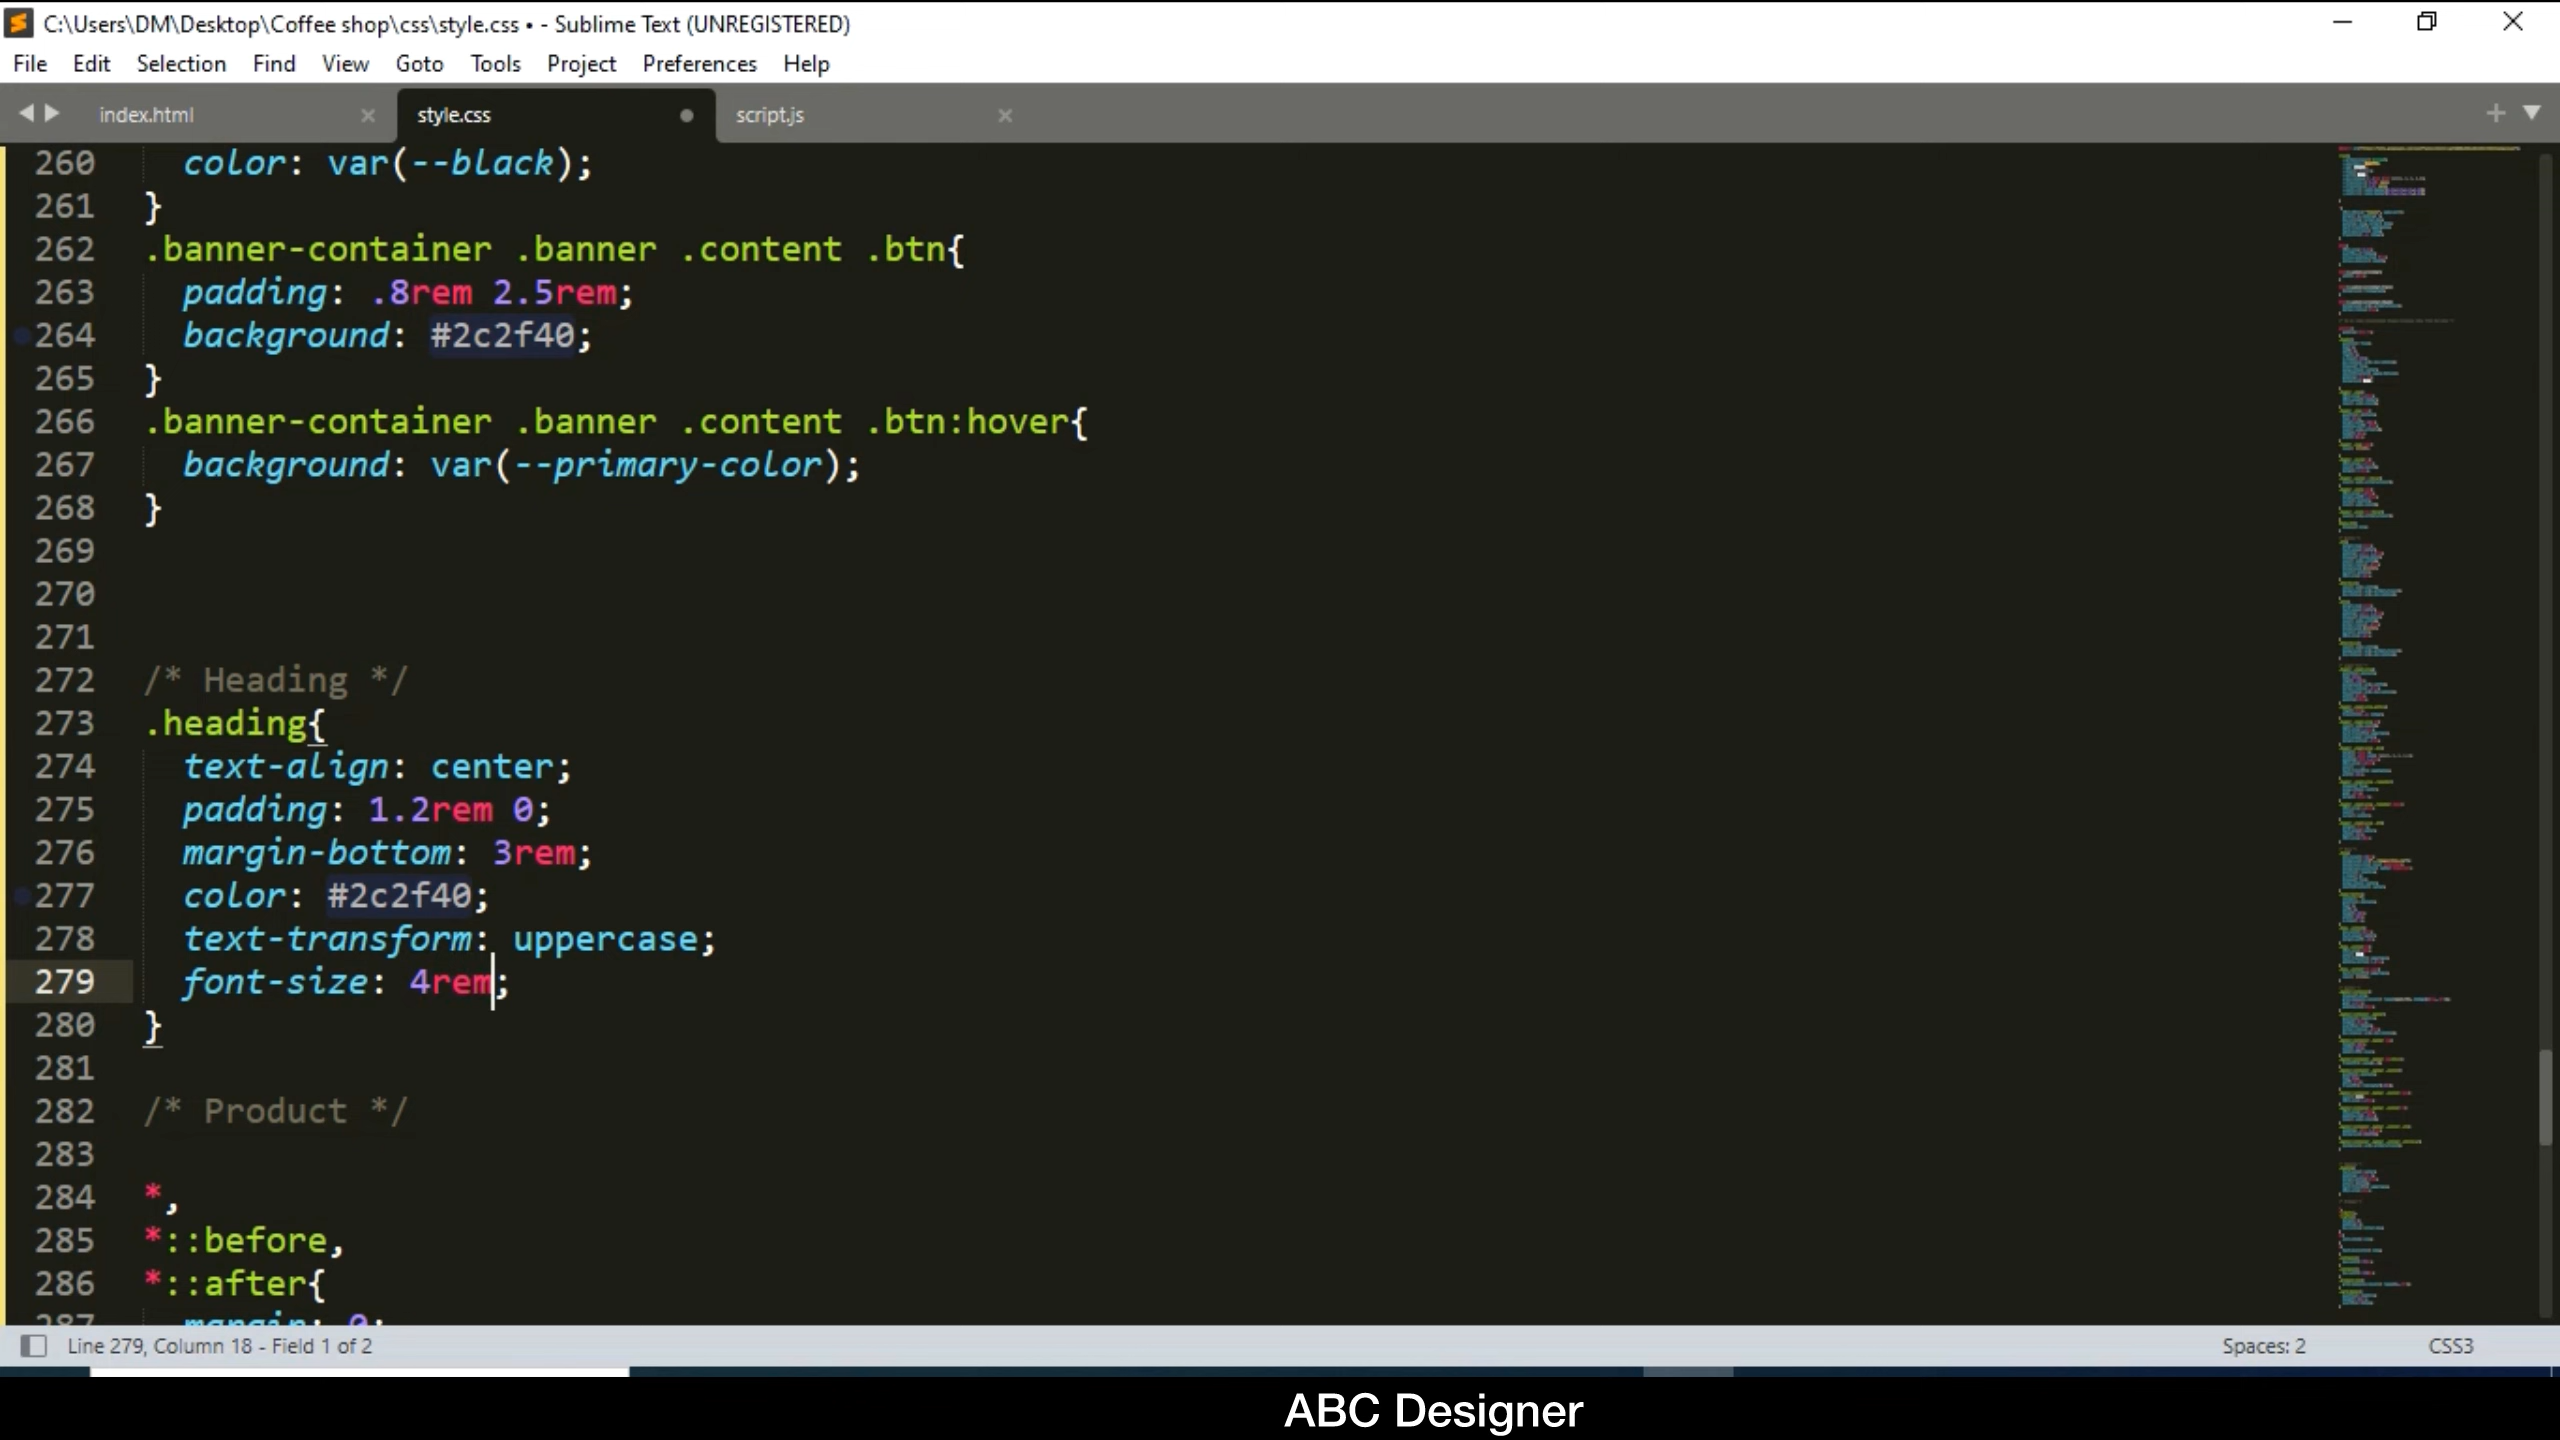 C:\Users\DM\Desktop\Coffee shop\css\style.css • - Sublime Text (UNREGISTERED)
File Edit Selection Find View Goto Tools Project Preferences Help
index.html style.css script.js
260 color: var(--black);
261 }
262 .banner-container .banner .content .btn{
263 padding: .8rem 2.5rem;
264 background: #2c2f40;
265 }
266 .banner-container .banner .content .btn:hover{
267 background: var(--primary-color);
268 }
269
270
271
272 /* Heading */
273 .heading{
274 text-align: center;
275 padding: 1.2rem 0;
276 margin-bottom: 3rem;
277 color: #2c2f40;
278 text-transform: uppercase;
279 font-size: 4rem;
280 }
281
282 /* Product */
283
284 *,
285 *::before,
286 *::after{
287 margin: 0;
Line 279, Column 18 - Field 1 of 2 Spaces: 2 CSS3
ABC Designer